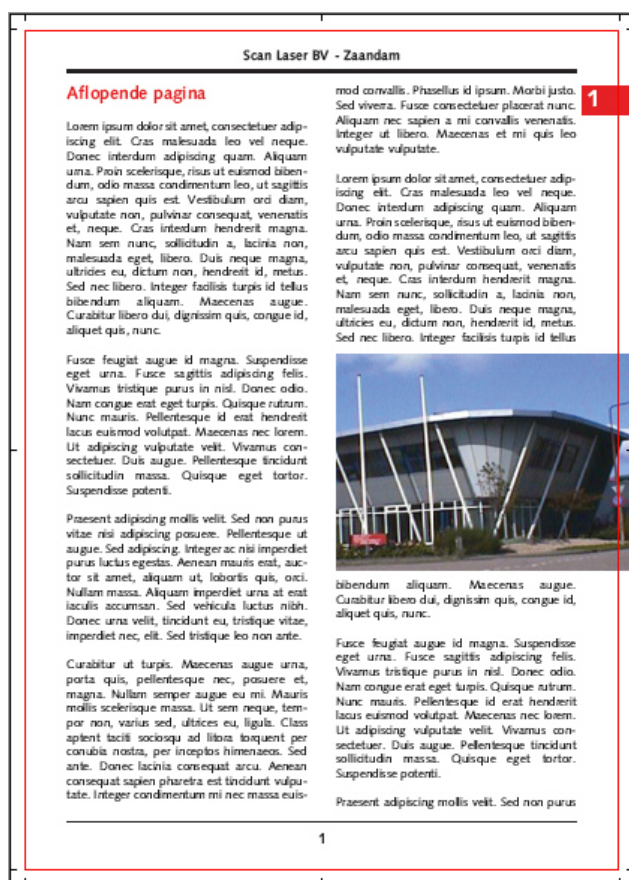 Scan Laser BV - Zaandam
Aflopende pagina
Lorem ipsum dolor sit amet, consectetuer adip-
iscing elit. Cras malesuada leo vel neque.
Donec interdum adipiscing quam. Aliquam
urna. Proin scelerisque, risus ut euismod biben-
dum, odio massa condimentum leo, ut sagittis
arcu sapien quis est. Vestibulum orci diam,
vulputate non, pulvinar consequat, venenatis
et, neque. Cras interdum hendrerit magna.
Nam sem nunc, sollicitudin a, lacinia non,
malesuada eget, libero. Duis neque magna,
ultricies eu, dictum non, hendrerit id, metus.
Sed nec libero. Integer facilisis turpis id tellus
bibendum aliquam. Maecenas augue.
Curabitur libero dui, dignissim quis, congue id,
aliquet quis, nunc.
Fusce feugiat augue id magna. Suspendisse
eget urna. Fusce sagittis adipiscing felis.
Vivamus tristique purus in nisl. Donec odio.
Nam congue erat eget turpis. Quisque rutrum.
Nunc mauris. Pellentesque id erat hendrerit
lacus euismod volutpat. Maecenas nec lorem.
Ut adipiscing vulputate velit. Vivamus con-
sectetuer. Duis augue. Pellentesque tincidunt
sollicitudin massa. Quisque eget tortor.
Suspendisse potenti.
Praesent adipiscing mollis velit. Sed non purus
vitae nisi adipiscing posuere. Pellentesque ut
augue. Sed adipiscing. Integer ac nisi imperdiet
purus luctus egestas. Aenean mauris erat, auc-
tor sit amet, aliquam ut, lobortis quis, orci.
Nullam massa. Aliquam imperdiet urna at erat
iaculis accumsan. Sed vehicula luctus nibh.
Donec urna velit, tincidunt eu, tristique vitae,
imperdiet nec, elit. Sed tristique leo non ante.
Curabitur ut turpis. Maecenas augue urna,
porta quis, pellentesque nec, posuere et,
magna. Nullam semper augue eu mi. Mauris
mollis scelerisque massa. Ut sem neque, tem-
por non, varius sed, ultrices eu, ligula. Class
aptent taciti sociosqu ad litora torquent per
conubia nostra, per inceptos himenaeos. Sed
ante. Donec lacinia consequat arcu. Aenean
consequat sapien pharetra est tincidunt vulpu-
tate. Integer condimentum mi nec massa euis-
mod convallis. Phasellus id ipsum. Morbi justo.
Sed viverra. Fusce consectetuer placerat nunc.
Aliquam nec sapien a mi convallis venenatis.
Integer ut libero. Maecenas et mi quis leo
vulputate vulputate.
1
Lorem ipsum dolor sit amet, consectetuer adip-
iscing elit. Cras malesuada leo vel neque.
Donec interdum adipiscing quam. Aliquam
urna. Proin scelerisque, risus ut euismod biben-
dum, odio massa condimentum leo, ut sagittis
arcu sapien quis est. Vestibulum orci diam,
vulputate non, pulvinar consequat, venenatis
et, neque. Cras interdum hendrerit magna.
Nam sem nunc, sollicitudin a, lacinia non,
malesuada eget, libero. Duis neque magna,
ultricies eu, dictum non, hendrerit id, metus.
Sed nec libero. Integer facilisis turpis id tellus
bibendum aliquam. Maecenas augue.
Curabitur libero dui, dignissim quis, congue id,
aliquet quis, nunc.
Fusce feugiat augue id magna. Suspendisse
eget urna. Fusce sagittis adipiscing felis.
Vivamus tristique purus in nisl. Donec odio.
Nam congue erat eget turpis. Quisque rutrum.
Nunc mauris. Pellentesque id erat hendrerit
lacus euismod volutpat. Maecenas nec lorem.
Ut adipiscing vulputate velit. Vivamus con-
sectetuer. Duis augue. Pellentesque tincidunt
sollicitudin massa. Quisque eget tortor.
Suspendisse potenti.
Praesent adipiscing mollis velit. Sed non purus
1